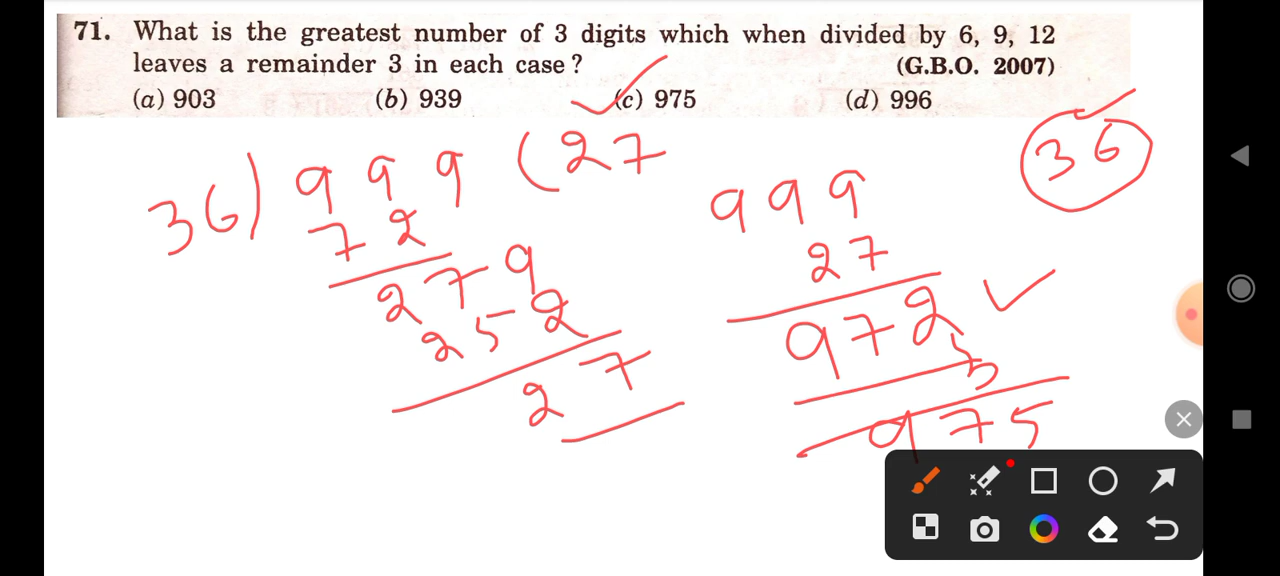 71. What is the greatest number of 3 digits which when divided by 6, 9, 12
leaves a remainder 3 in each case ? (G.B.O. 2007)
(a) 903 (b) 939 (c) 975 (d) 996
36
36) 999 (27
72
279
252
27
999
27
972
3
975